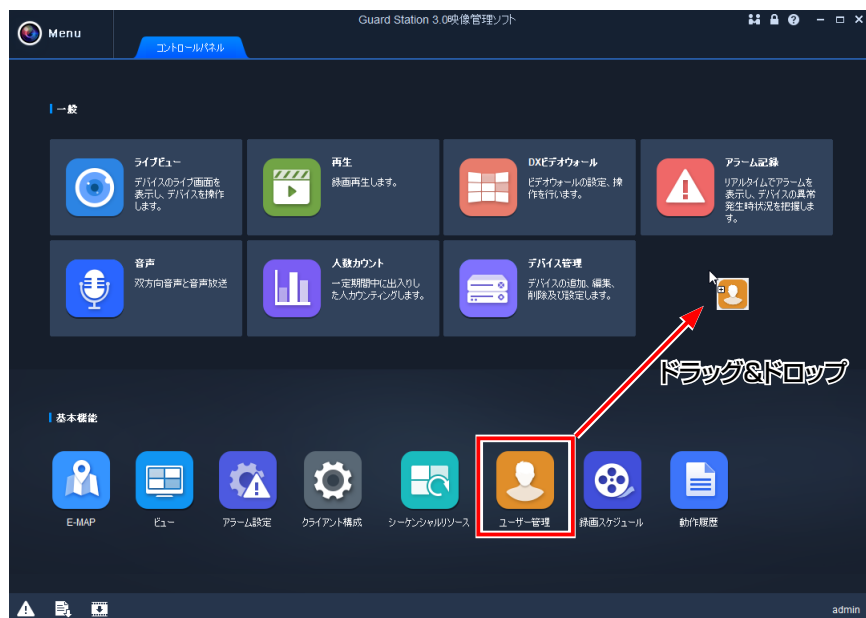 Guard Station 3.0映像管理ソフト
Menu
コントロールパネル
一般
ライブビュー
デバイスのライブ画面を
表示し、デバイスを操作
します。
再生
録画再生します。
DXビデオウォール
ビデオウォールの設定、操
作を行います。
アラーム記録
リアルタイムでアラームを
表示し、デバイスの異常
発生時状況を把握しま
す。
音声
双方向音声と音声放送
人数カウント
一定期間中に出入りし
た人カウンティングします。
デバイス管理
デバイスの追加、編集、
削除及び設定します。
ドラッグ&ドロップ
基本機能
E-MAP
ビュー
アラーム設定
クライアント構成
シーケンシャルリソース
ユーザー管理
録画スケジュール
動作履歴
admin